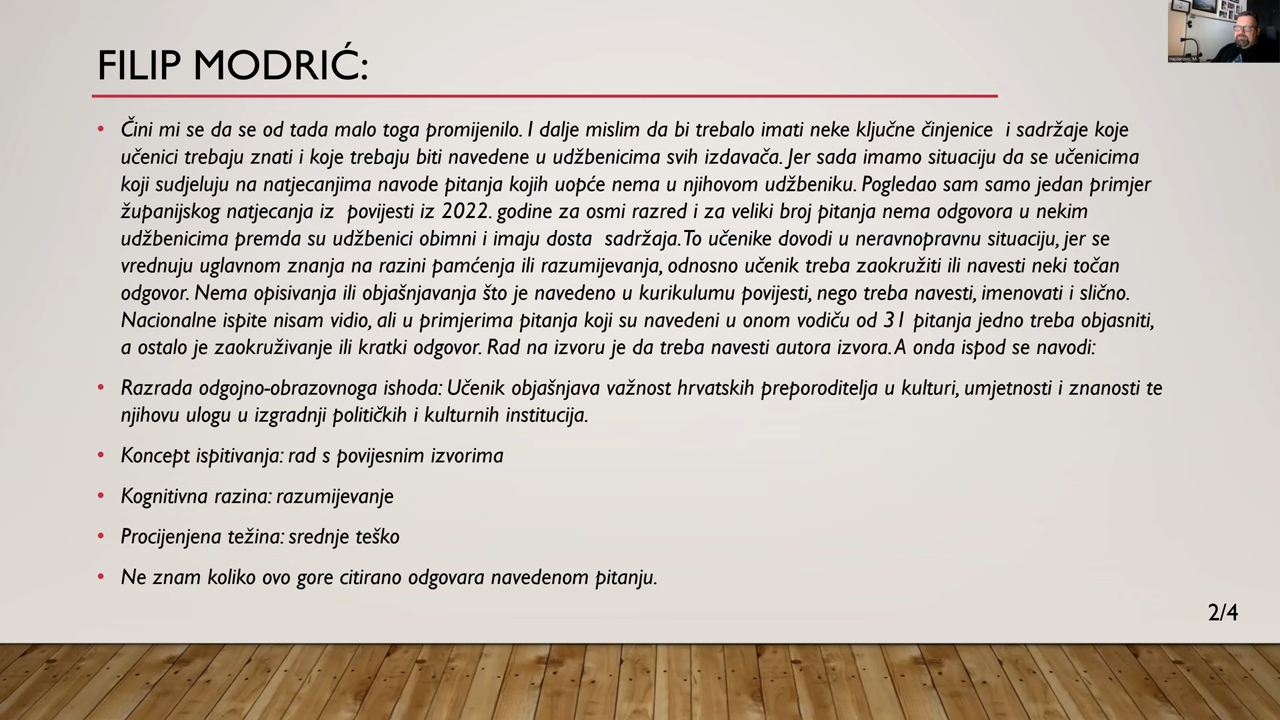 FILIP MODRIĆ:
• Čini mi se da se od tada malo toga promijenilo. I dalje mislim da bi trebalo imati neke ključne činjenice i sadržaje koje
učenici trebaju znati i koje trebaju biti navedene u udžbenicima svih izdavača. Jer sada imamo situaciju da se učenicima
koji sudjeluju na natjecanjima navode pitanja kojih uopće nema u njihovom udžbeniku. Pogledao sam samo jedan primjer
županijskog natjecanja iz povijesti iz 2022. godine za osmi razred i za veliki broj pitanja nema odgovora u nekim
udžbenicima premda su udžbenici obimni i imaju dosta sadržaja. To učenike dovodi u neravnopravnu situaciju, jer se
vrednuju uglavnom znanja na razini pamćenja ili razumijevanja, odnosno učenik treba zaokružiti ili navesti neki točan
odgovor. Nema opisivanja ili objašnjavanja što je navedeno u kurikulumu povijesti, nego treba navesti, imenovati i slično.
Nacionalne ispite nisam vidio, ali u primjerima pitanja koji su navedeni u onom vodiču od 31 pitanja jedno treba objasniti,
a ostalo je zaokruživanje ili kratki odgovor. Rad na izvoru je da treba navesti autora izvora. A onda ispod se navodi:
• Razrada odgojno-obrazovnoga ishoda: Učenik objašnjava važnost hrvatskih preporoditelja u kulturi, umjetnosti i znanosti te
njihovu ulogu u izgradnji političkih i kulturnih institucija.
• Koncept ispitivanja: rad s povijesnim izvorima
• Kognitivna razina: razumijevanje
• Procijenjena težina: srednje teško
• Ne znam koliko ovo gore citirano odgovara navedenom pitanju.
2/4